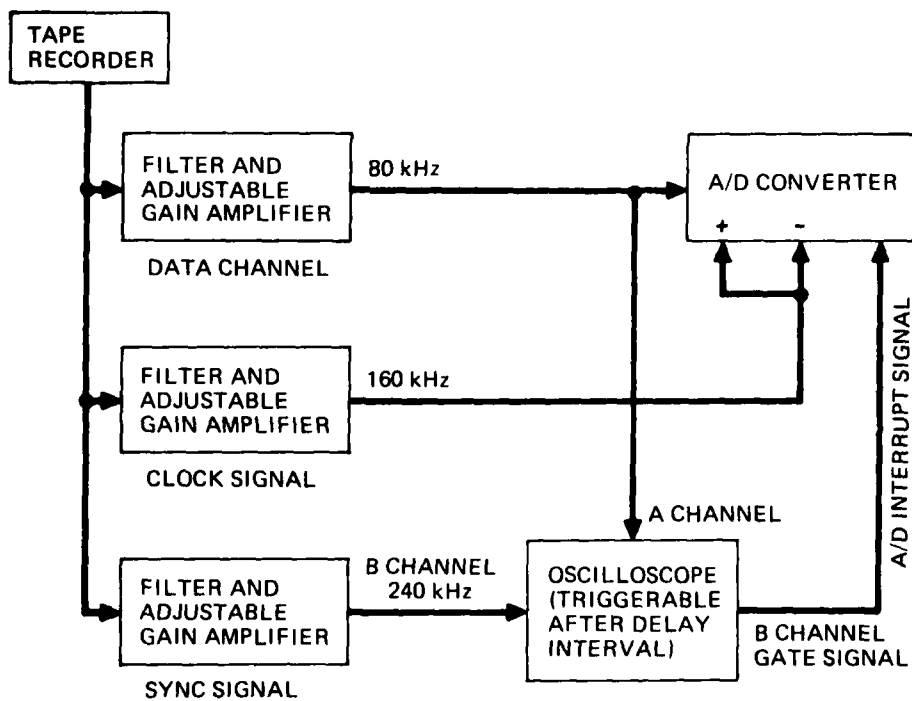 TAPE
RECORDER
FILTER AND
ADJUSTABLE
GAIN AMPLIFIER
80 kHz
DATA CHANNEL
A/D CONVERTER
+ -
FILTER AND
ADJUSTABLE
GAIN AMPLIFIER
160 kHz
CLOCK SIGNAL
A/D INTERRUPT SIGNAL
A CHANNEL
FILTER AND
ADJUSTABLE
GAIN AMPLIFIER
B CHANNEL
240 kHz
SYNC SIGNAL
OSCILLOSCOPE
(TRIGGERABLE
AFTER DELAY
INTERVAL)
B CHANNEL
GATE SIGNAL